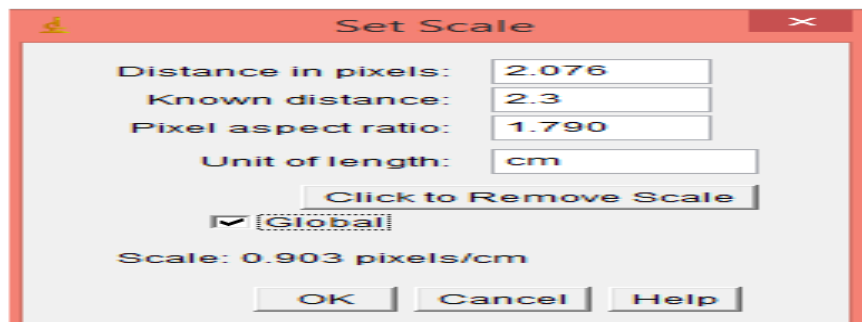 Set Scale
Distance in pixels: 2.076
Known distance: 2.3
Pixel aspect ratio: 1.790
Unit of length: cm
Click to Remove Scale
Global
Scale: 0.903 pixels/cm
OK Cancel Help